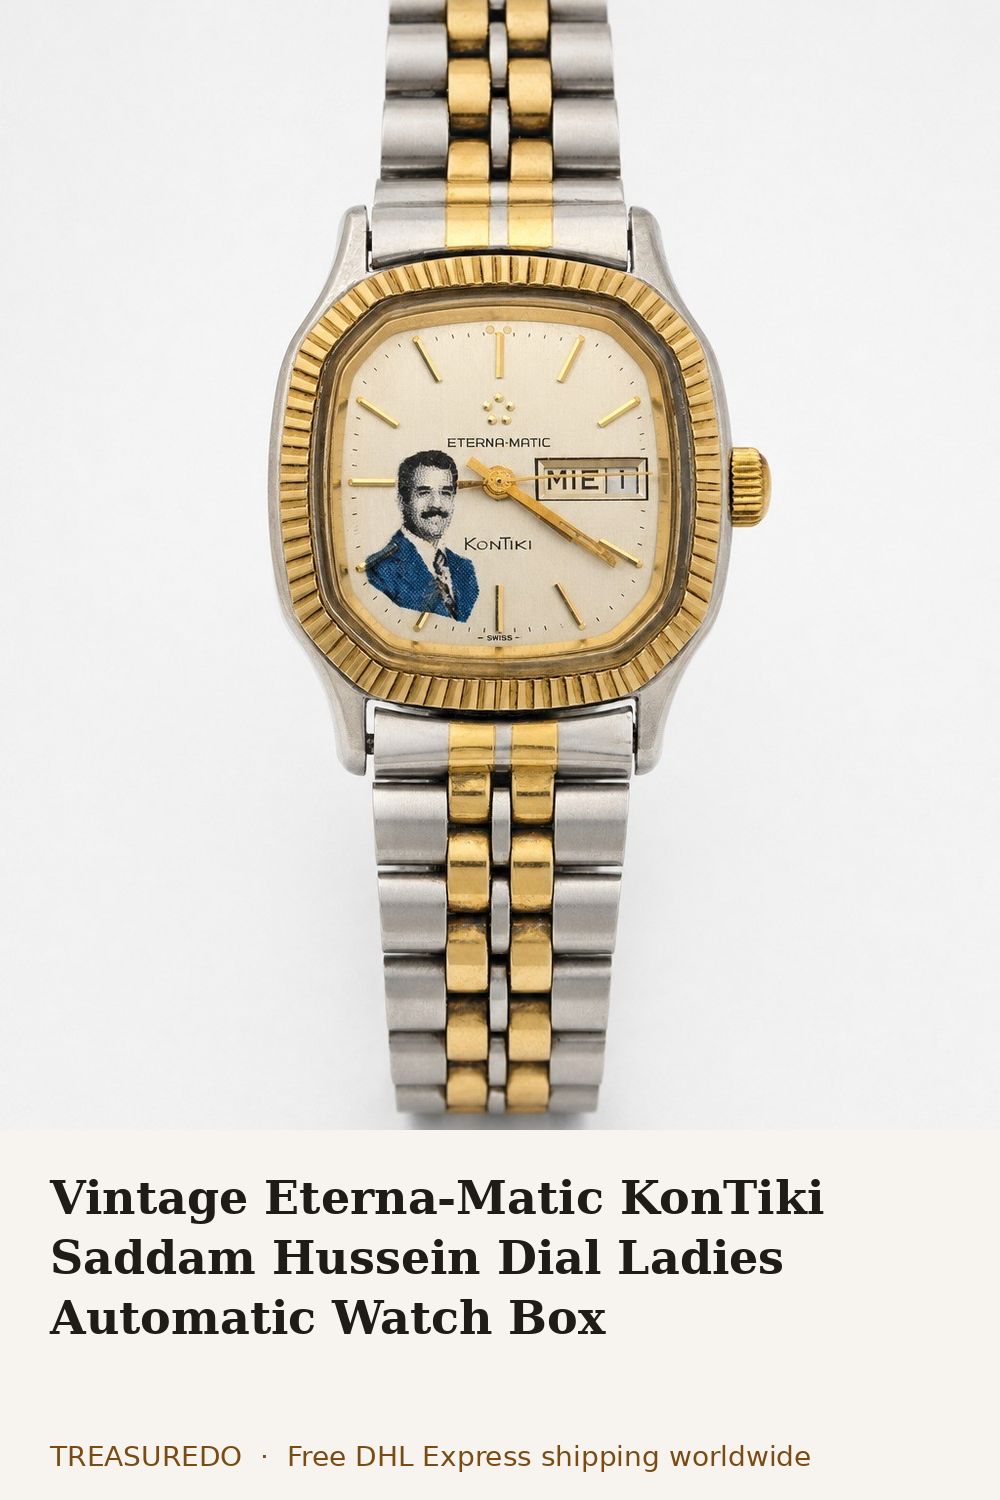 ETERNA·MATIC
MIE 1
KONTIKI
SWISS
Vintage Eterna-Matic KonTiki
Saddam Hussein Dial Ladies
Automatic Watch Box
TREASUREDO · Free DHL Express shipping worldwide